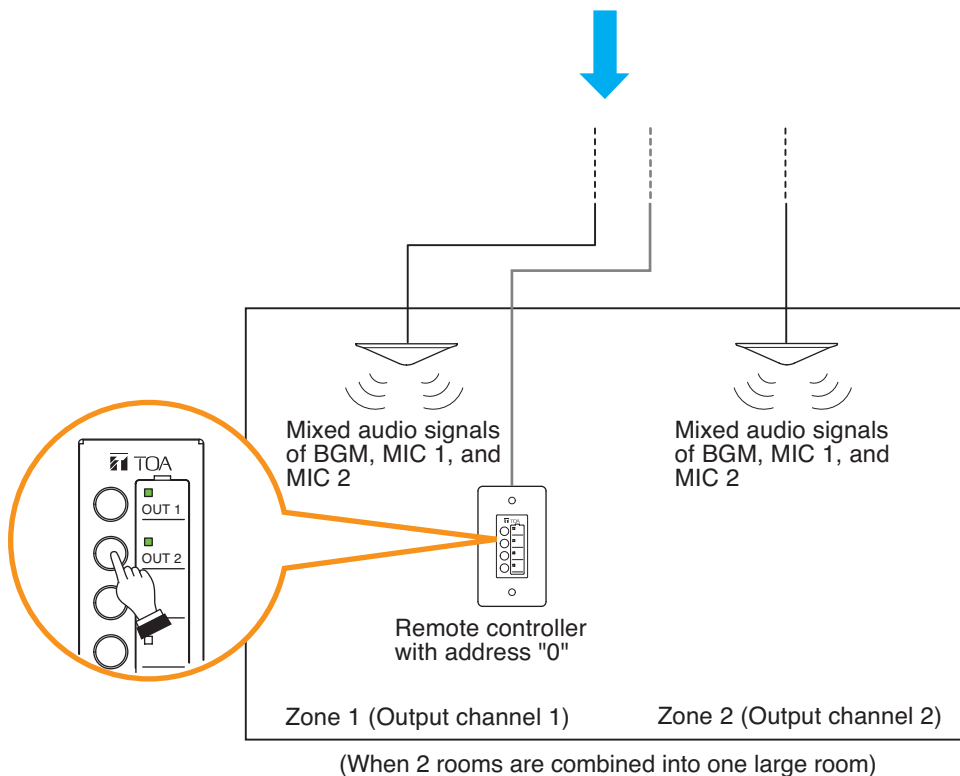 Mixed audio signals
of BGM, MIC 1, and
MIC 2
Mixed audio signals
of BGM, MIC 1, and
MIC 2
TOA
OUT 1
OUT 2
TOA
Remote controller
with address "0"
Zone 1 (Output channel 1)
Zone 2 (Output channel 2)
(When 2 rooms are combined into one large room)